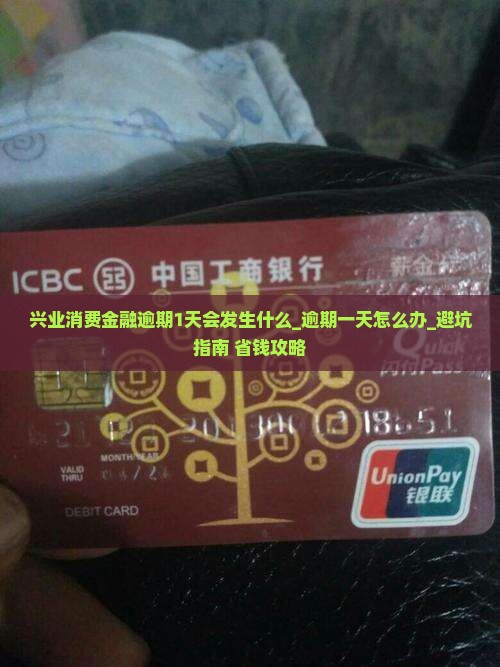 ICBC 中国工商银行
兴业消费金融逾期1天会发生什么_逾期一天怎么办_避坑
指南 省钱攻略
Quick
Pass
MONTH/YEAR
VALID
THRU
DEBIT CARD
UnionPay
银联